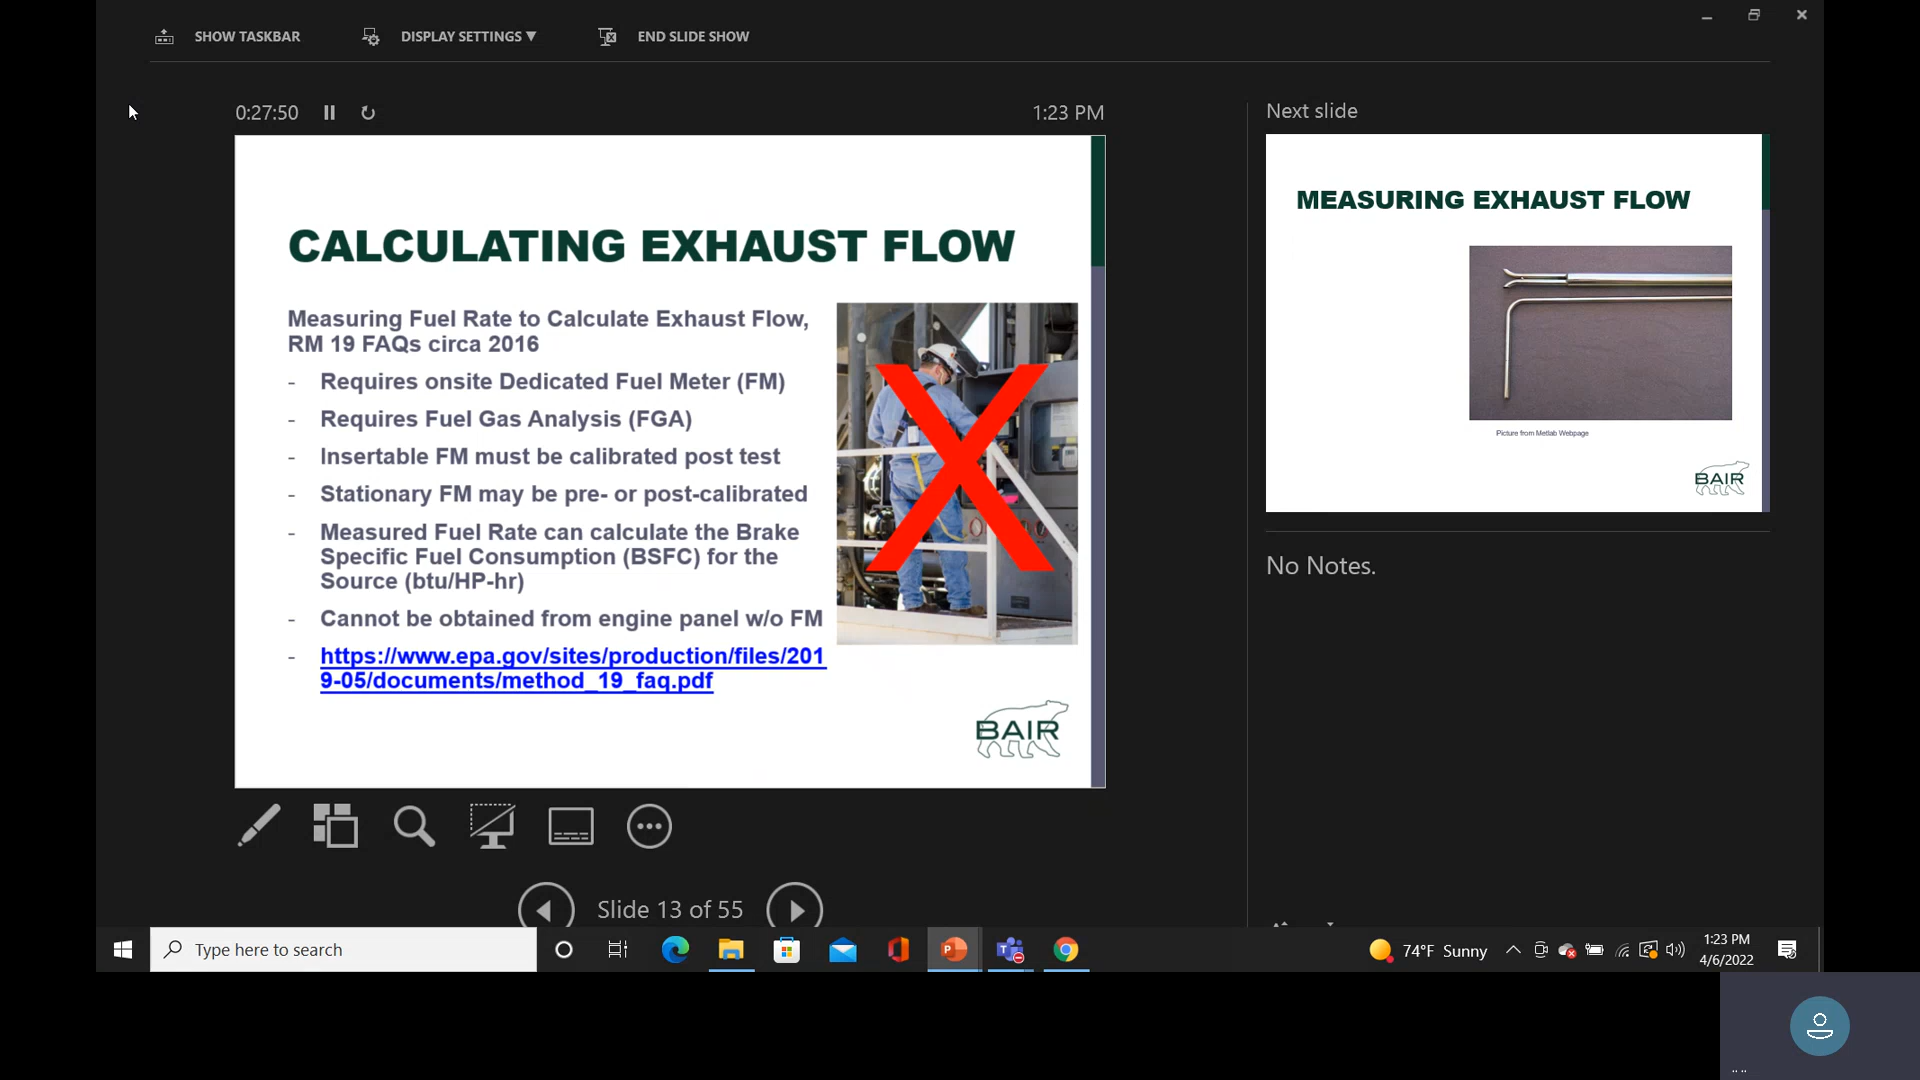 SHOW TASKBAR
DISPLAY SETTINGS ▼
END SLIDE SHOW
0:27:50
1:23 PM
CALCULATING EXHAUST FLOW
Measuring Fuel Rate to Calculate Exhaust Flow,
RM 19 FAQs circa 2016
- Requires onsite Dedicated Fuel Meter (FM)
- Requires Fuel Gas Analysis (FGA)
- Insertable FM must be calibrated post test
- Stationary FM may be pre- or post-calibrated
- Measured Fuel Rate can calculate the Brake
Specific Fuel Consumption (BSFC) for the
Source (btu/HP-hr)
- Cannot be obtained from engine panel w/o FM
- https://www.epa.gov/sites/production/files/201
9-05/documents/method_19_faq.pdf
BAIR
Slide 13 of 55
Next slide
MEASURING EXHAUST FLOW
Picture from Metlab Webpage
BAIR
No Notes.
Type here to search
74°F Sunny
1:23 PM
4/6/2022